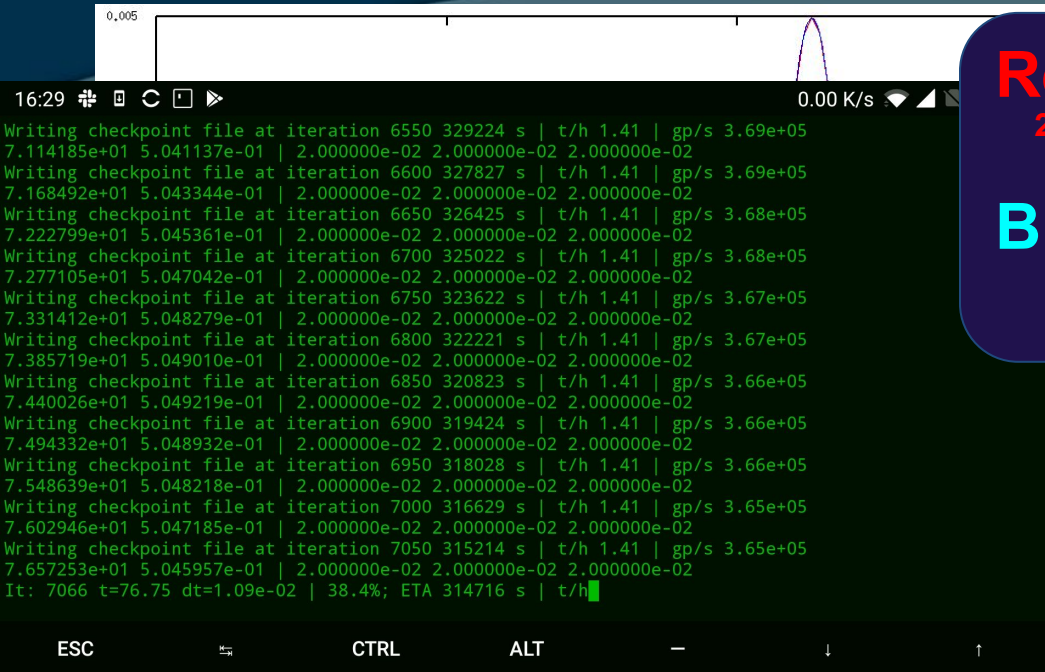 0.005
16:29 0.00 K/s
Writing checkpoint file at iteration 6550 329224 s | t/h 1.41 | gp/s 3.69e+05
7.114185e+01 5.041137e-01 | 2.000000e-02 2.000000e-02 2.000000e-02
Writing checkpoint file at iteration 6600 327827 s | t/h 1.41 | gp/s 3.69e+05
7.168492e+01 5.043344e-01 | 2.000000e-02 2.000000e-02 2.000000e-02
Writing checkpoint file at iteration 6650 326425 s | t/h 1.41 | gp/s 3.68e+05
7.222799e+01 5.045361e-01 | 2.000000e-02 2.000000e-02 2.000000e-02
Writing checkpoint file at iteration 6700 325022 s | t/h 1.41 | gp/s 3.68e+05
7.277105e+01 5.047042e-01 | 2.000000e-02 2.000000e-02 2.000000e-02
Writing checkpoint file at iteration 6750 323622 s | t/h 1.41 | gp/s 3.67e+05
7.331412e+01 5.048279e-01 | 2.000000e-02 2.000000e-02 2.000000e-02
Writing checkpoint file at iteration 6800 322221 s | t/h 1.41 | gp/s 3.67e+05
7.385719e+01 5.049010e-01 | 2.000000e-02 2.000000e-02 2.000000e-02
Writing checkpoint file at iteration 6850 320823 s | t/h 1.41 | gp/s 3.66e+05
7.440026e+01 5.049219e-01 | 2.000000e-02 2.000000e-02 2.000000e-02
Writing checkpoint file at iteration 6900 319424 s | t/h 1.41 | gp/s 3.66e+05
7.494332e+01 5.048932e-01 | 2.000000e-02 2.000000e-02 2.000000e-02
Writing checkpoint file at iteration 6950 318028 s | t/h 1.41 | gp/s 3.66e+05
7.548639e+01 5.048218e-01 | 2.000000e-02 2.000000e-02 2.000000e-02
Writing checkpoint file at iteration 7000 316629 s | t/h 1.41 | gp/s 3.65e+05
7.602946e+01 5.047185e-01 | 2.000000e-02 2.000000e-02 2.000000e-02
Writing checkpoint file at iteration 7050 315214 s | t/h 1.41 | gp/s 3.65e+05
7.657253e+01 5.045957e-01 | 2.000000e-02 2.000000e-02 2.000000e-02
It: 7066 t=76.75 dt=1.09e-02 | 38.4%; ETA 314716 s | t/h
ESC ↹ CTRL ALT — ↓ ↑
B